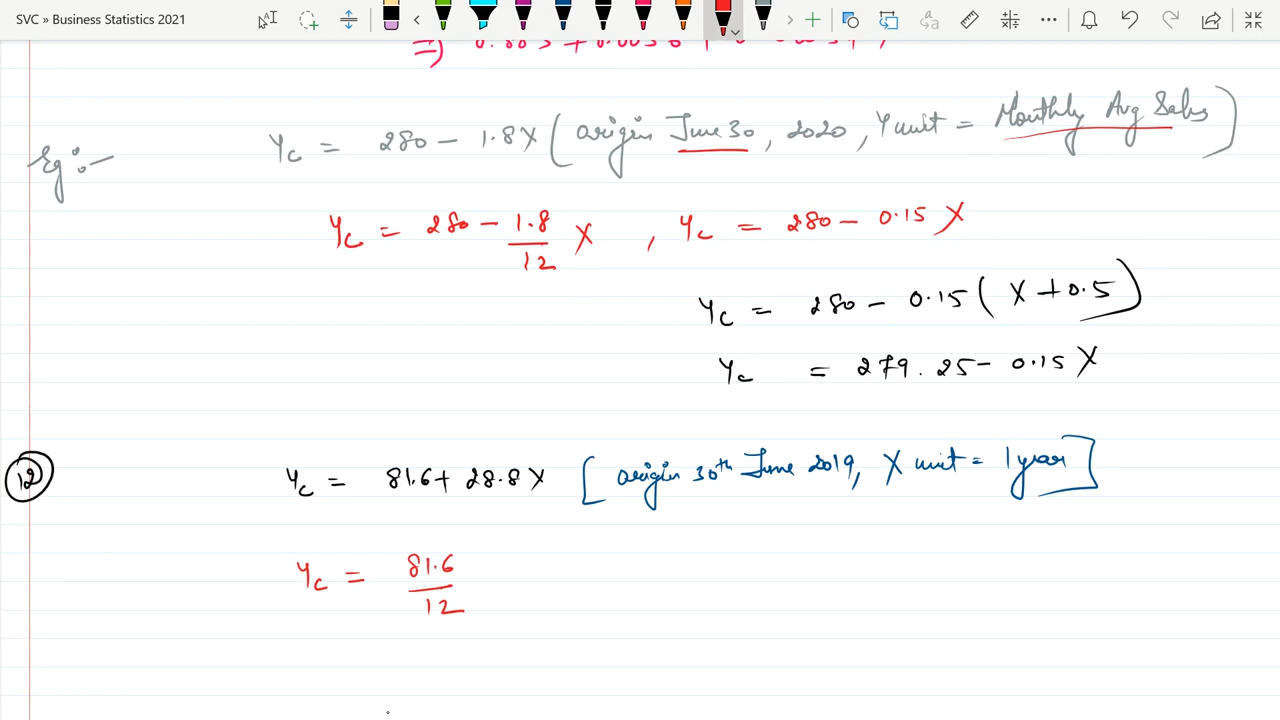 SVC » Business Statistics 2021
Eg:- Yc = 280 - 1.8X (origin June 30, 2020, Y unit = Monthly Avg Sales)
Yc = 280 - 1.8/12 X , Yc = 280 - 0.15 X
Yc = 280 - 0.15 (X + 0.5)
Yc = 279.25 - 0.15 X
12 Yc = 81.6 + 28.8 X [origin 30th June 2019, X unit = 1 year]
Yc = 81.6/12